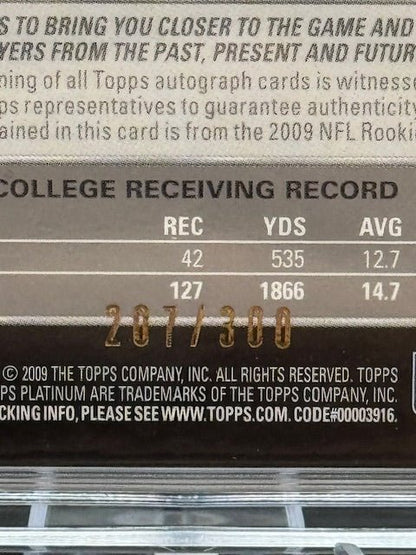 S TO BRING YOU CLOSER TO THE GAME AND
YERS FROM THE PAST, PRESENT AND FUTUR
ning of all Topps autograph cards is witnesse
ps representatives to guarantee authenticity
ained in this card is from the 2009 NFL Rookie
COLLEGE RECEIVING RECORD
REC YDS AVG
42 535 12.7
127 1866 14.7
207/300
© 2009 THE TOPPS COMPANY, INC. ALL RIGHTS RESERVED. TOPPS
PS PLATINUM ARE TRADEMARKS OF THE TOPPS COMPANY, INC.
CKING INFO, PLEASE SEE WWW.TOPPS.COM. CODE#00003916.